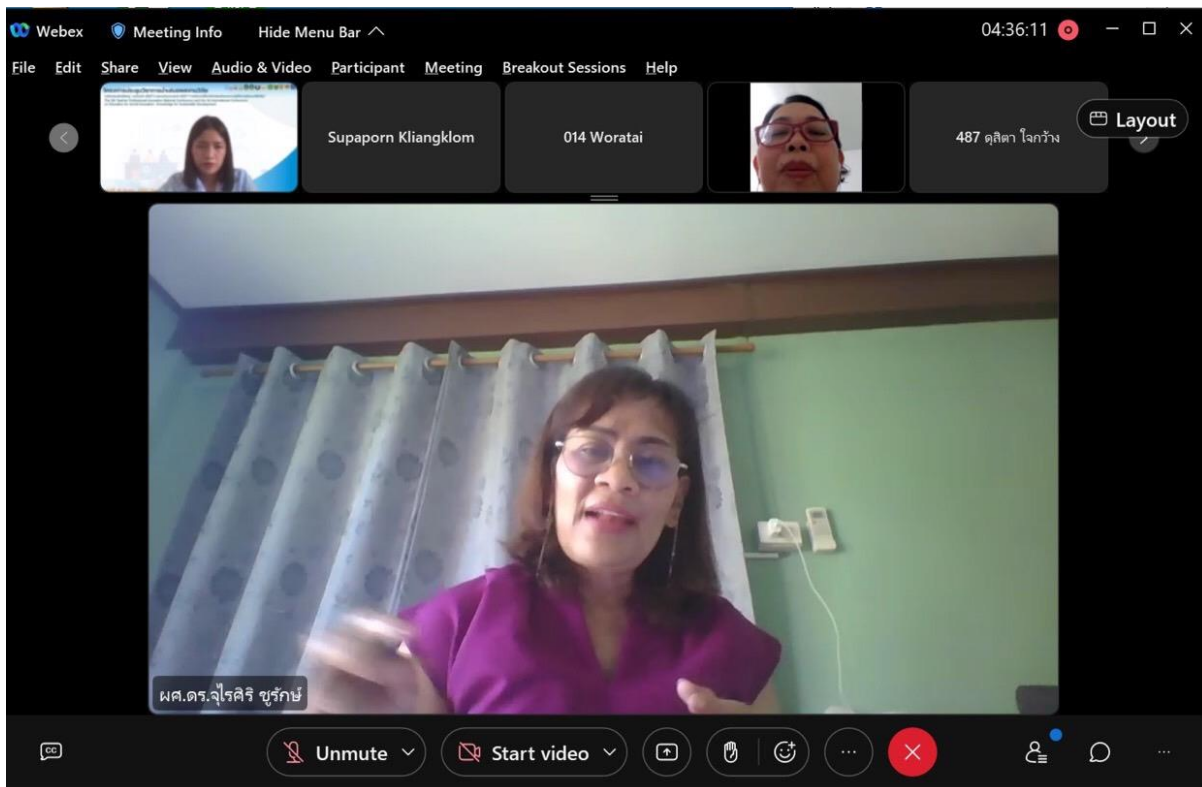 Webex
Meeting Info
Hide Menu Bar
04:36:11
File Edit Share View Audio & Video Participant Meeting Breakout Sessions Help
Supaporn Kliangklom
014 Woratai
487 ดุสิตา ใจกว้าง
Layout
ผศ.ดร.จุไรศิริ ชูรักษ์
CC
Unmute
Start video